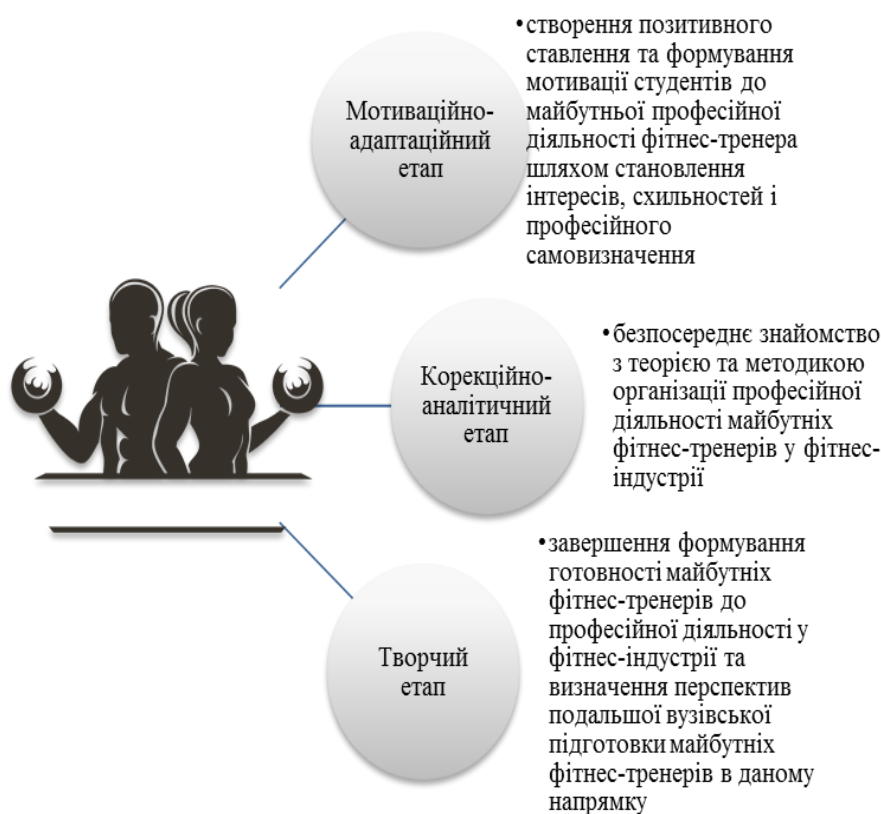 Мотиваційно-
адаптаційний
етап
•створення позитивного
ставлення та формування
мотивації студентів до
майбутньої професійної
діяльності фітнес-тренера
шляхом становлення
інтересів, схильностей і
професійного
самовизначення
Корекційно-
аналітичний
етап
•безпосереднє знайомство
з теорією та методикою
організації професійної
діяльності майбутніх
фітнес-тренерів у фітнес-
індустрії
Творчий
етап
•завершення формування
готовності майбутніх
фітнес-тренерів до
професійної діяльності у
фітнес-індустрії та
визначення перспектив
подальшої вузівської
підготовки майбутніх
фітнес-тренерів в даному
напрямку